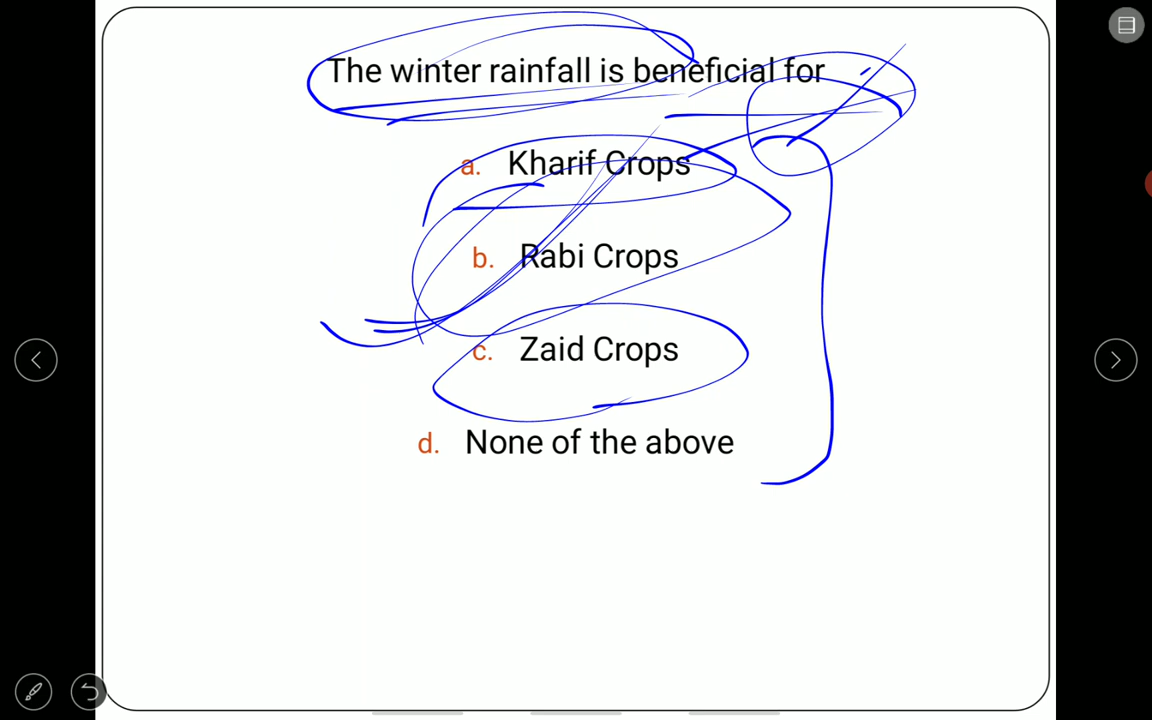 The winter rainfall is beneficial for
a. Kharif Crops
b. Rabi Crops
c. Zaid Crops
d. None of the above